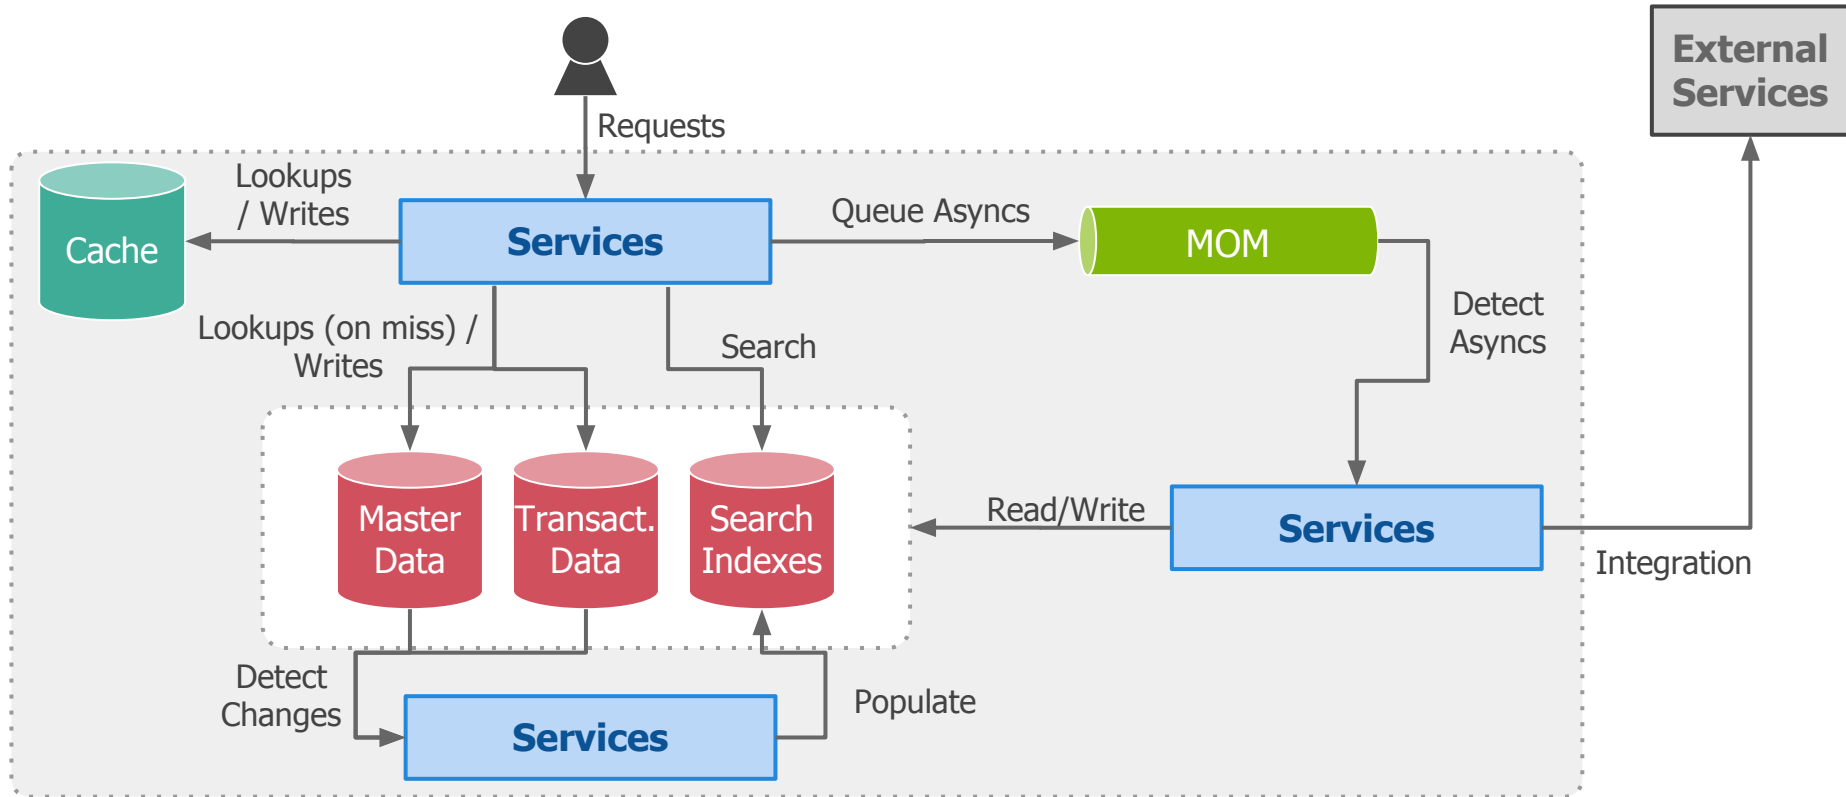 External
Services
Requests
Lookups
/ Writes
Cache
Services
Queue Asyncs
MOM
Detect
Asyncs
Lookups (on miss) /
Writes
Search
Master
Data
Transact.
Data
Search
Indexes
Read/Write
Services
Integration
Detect
Changes
Services
Populate